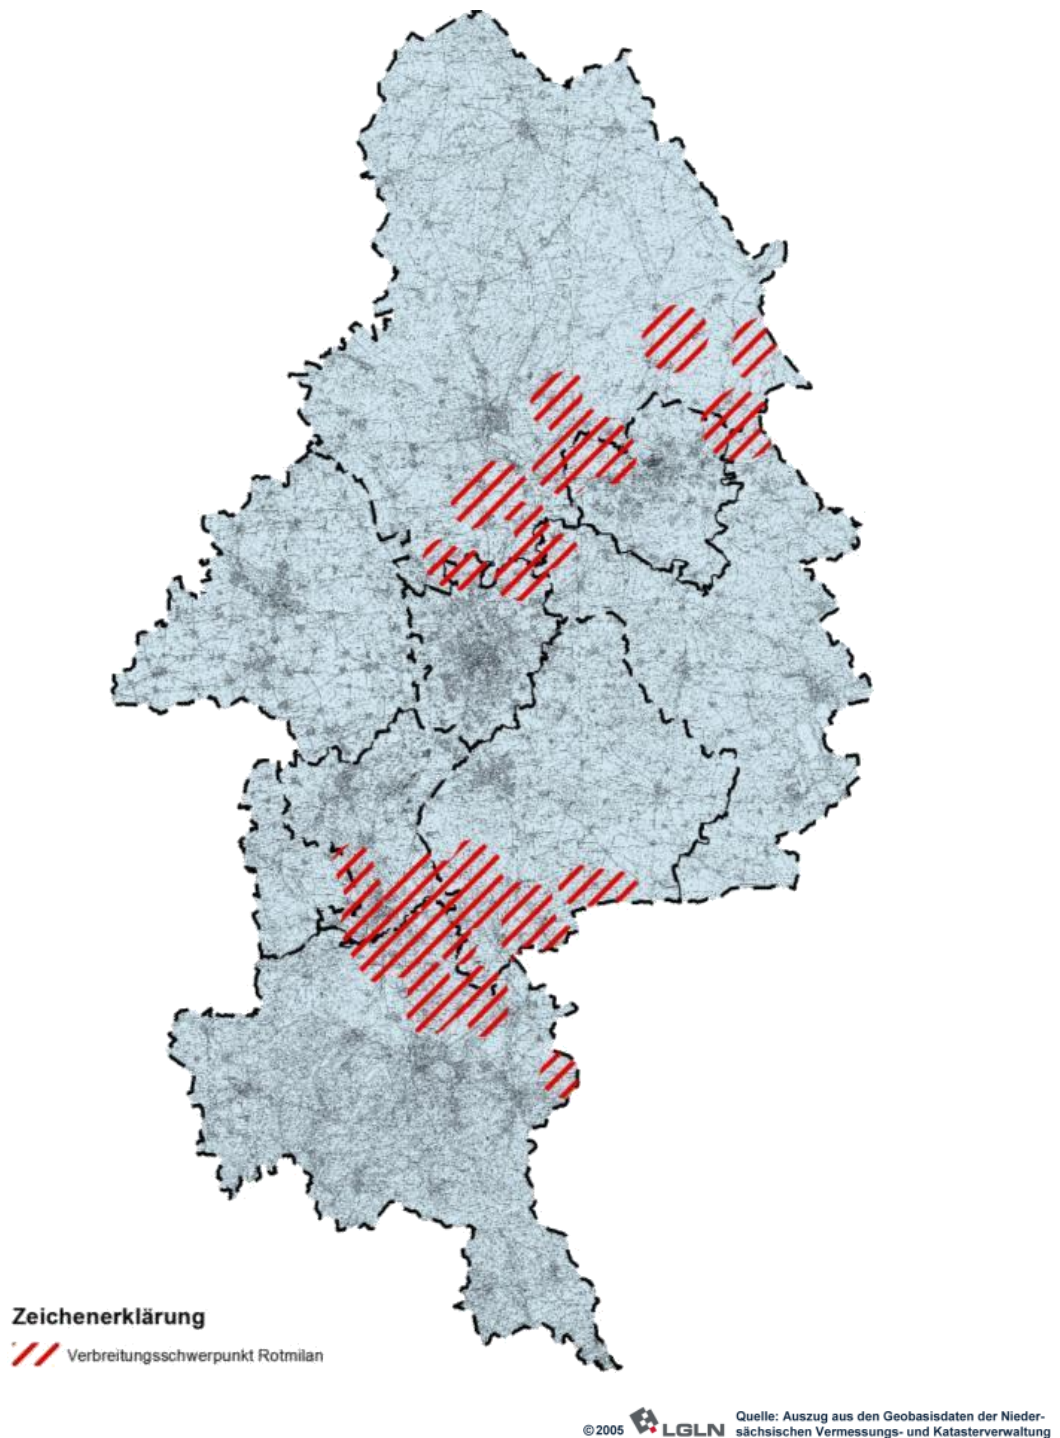 Zeichenerklärung
Verbreitungsschwerpunkt Rotmilan
© 2005 LGLN Quelle: Auszug aus den Geobasisdaten der Nieder-
sächsischen Vermessungs- und Katasterverwaltung